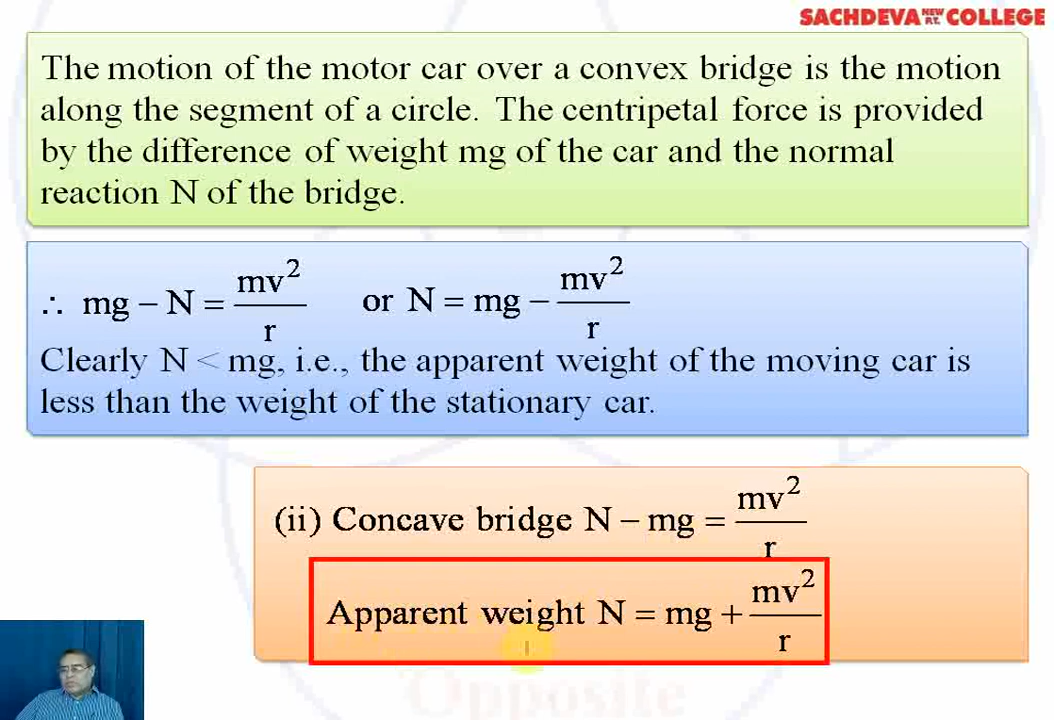 SACHDEVA NEW P.T. COLLEGE
The motion of the motor car over a convex bridge is the motion
along the segment of a circle. The centripetal force is provided
by the difference of weight mg of the car and the normal
reaction N of the bridge.
∴ mg − N = mv²/r or N = mg − mv²/r
Clearly N < mg, i.e., the apparent weight of the moving car is
less than the weight of the stationary car.
(ii) Concave bridge N − mg = mv²/r
Apparent weight N = mg + mv²/r
Opposite